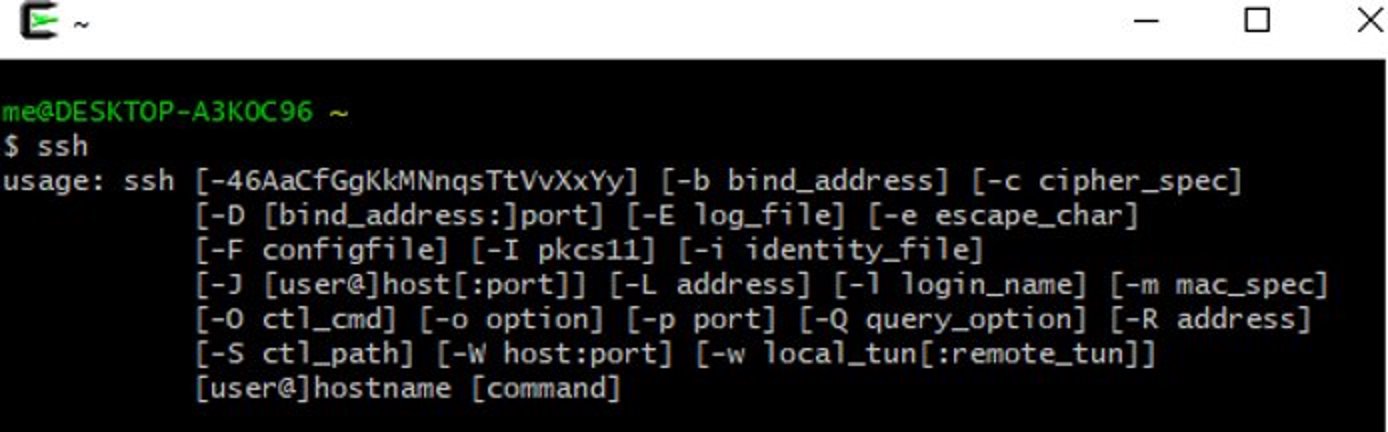 ~
me@DESKTOP-A3KOC96 ~
$ ssh
usage: ssh [-46AaCfGgKkMNnqsTtVvXxYy] [-b bind_address] [-c cipher_spec]
           [-D [bind_address:]port] [-E log_file] [-e escape_char]
           [-F configfile] [-I pkcs11] [-i identity_file]
           [-J [user@]host[:port]] [-L address] [-l login_name] [-m mac_spec]
           [-O ctl_cmd] [-o option] [-p port] [-Q query_option] [-R address]
           [-S ctl_path] [-W host:port] [-w local_tun[:remote_tun]]
           [user@]hostname [command]